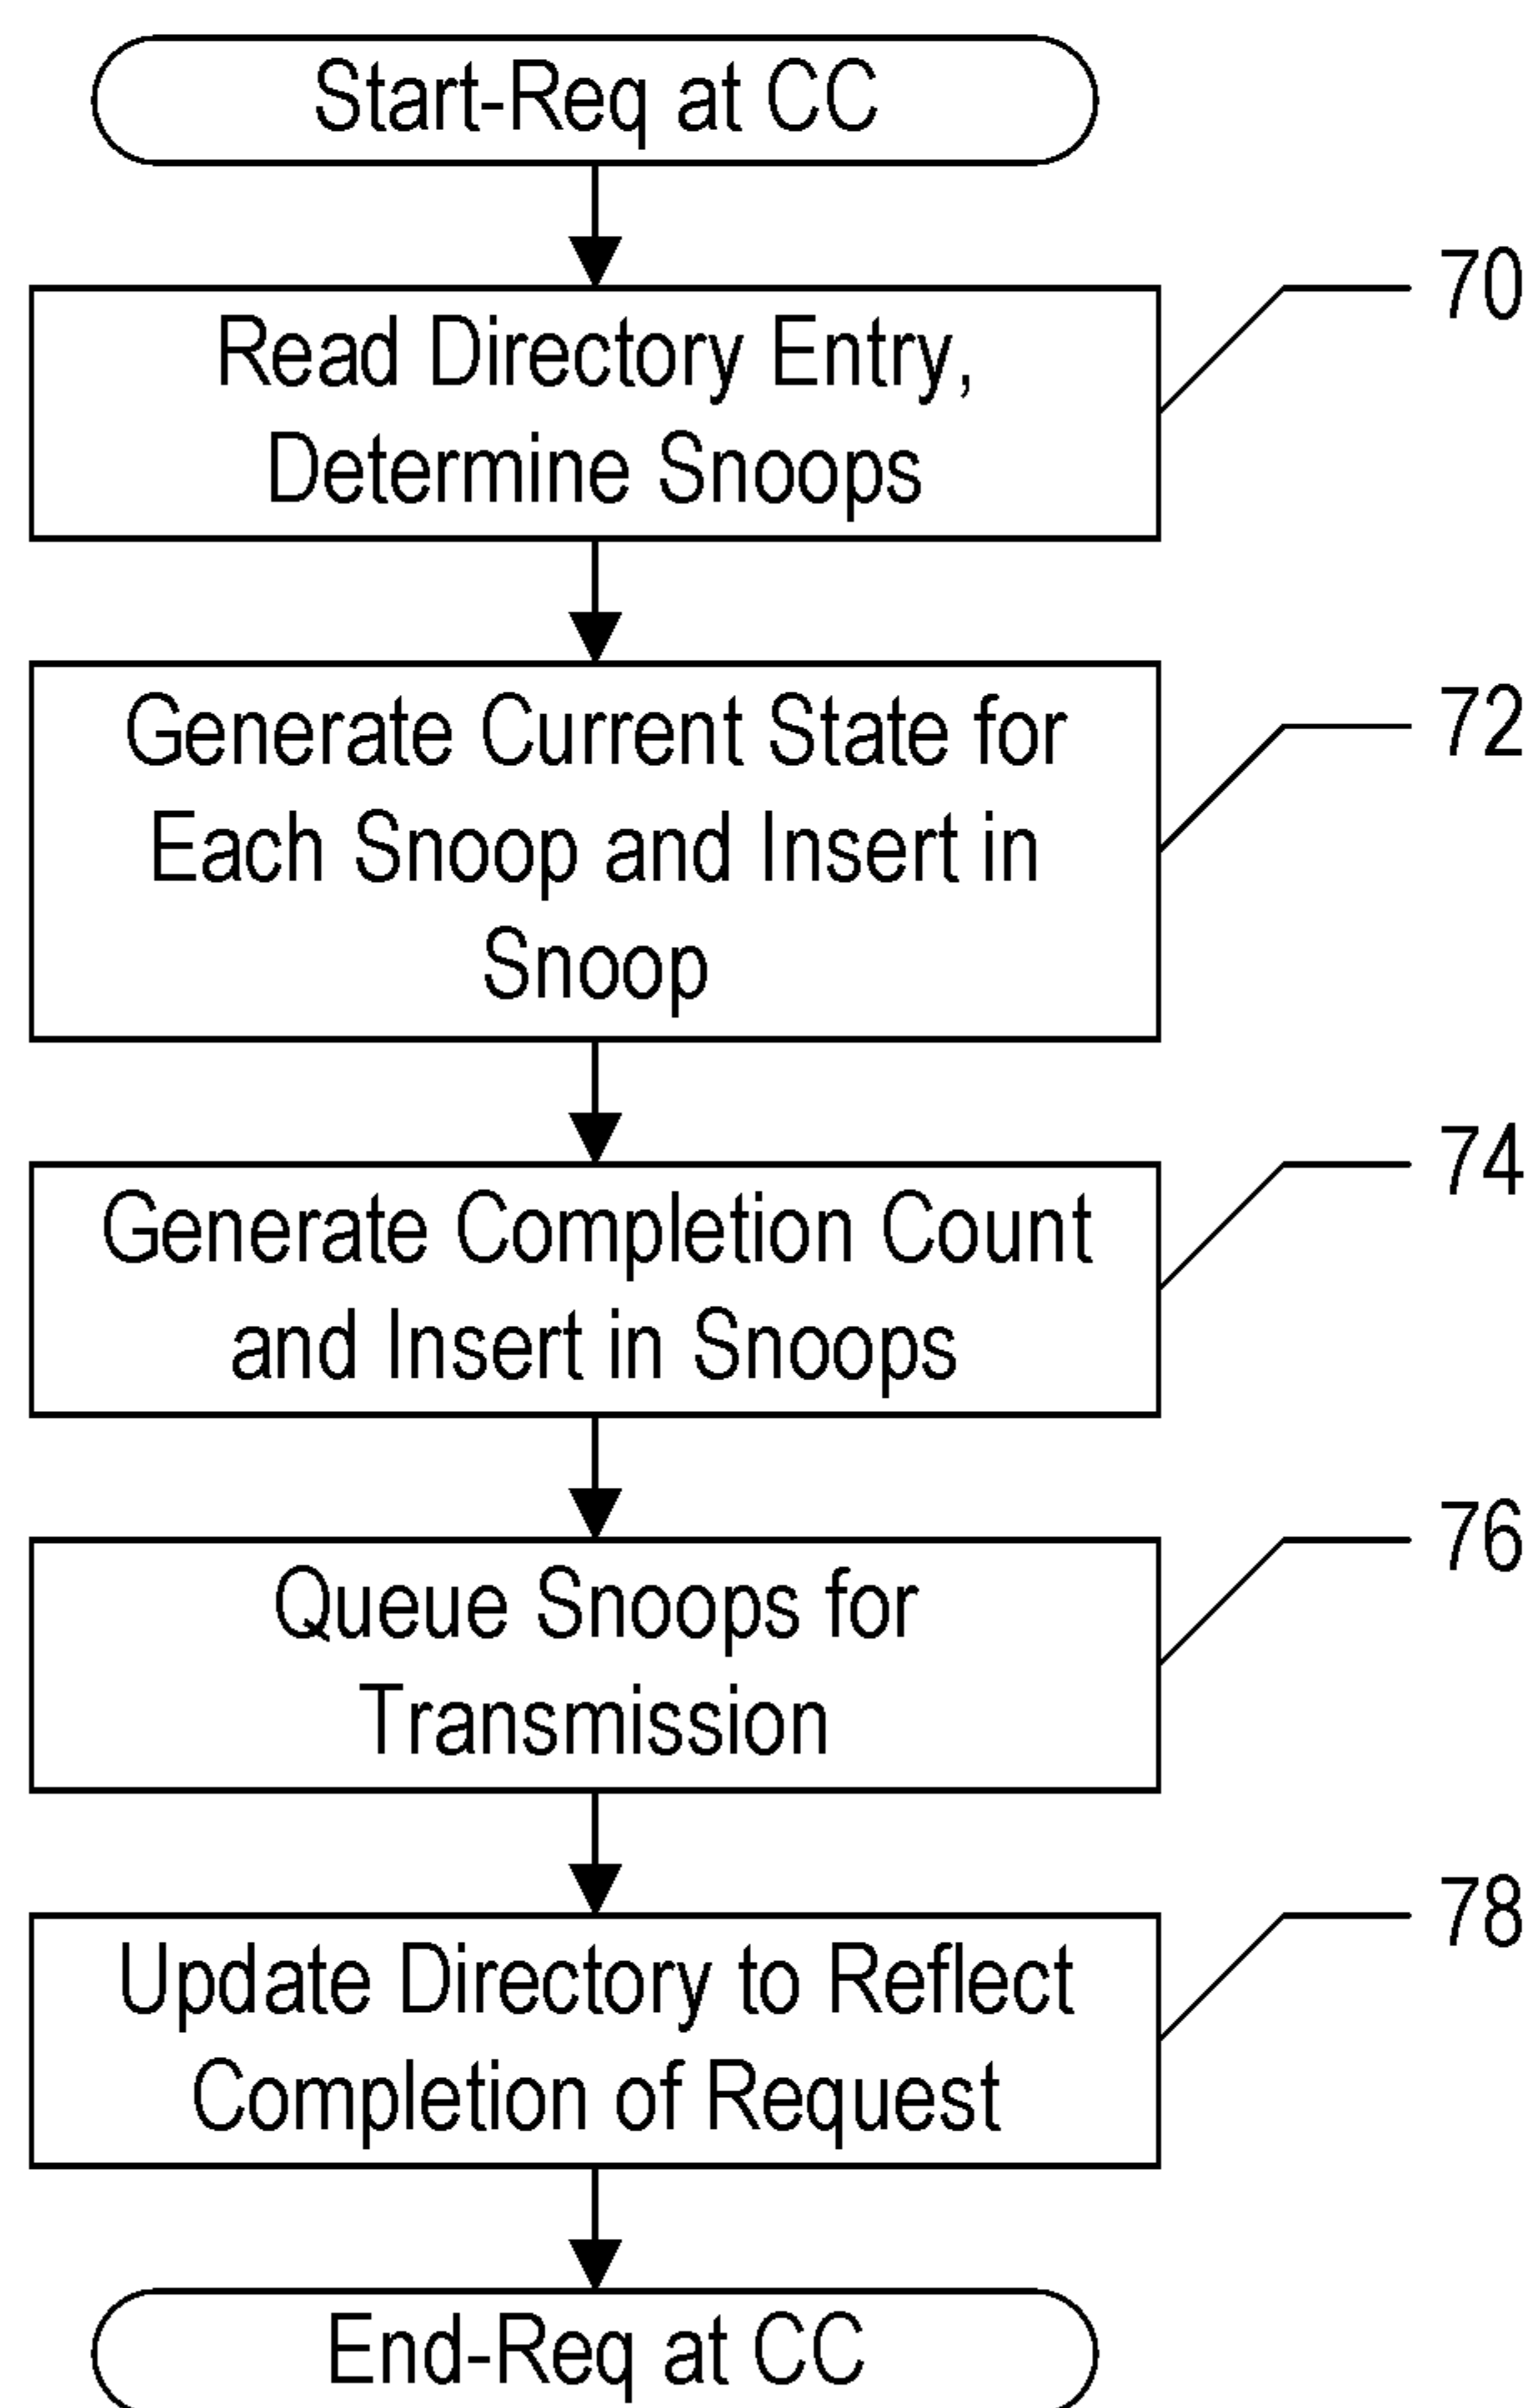 Start-Req at CC
70
Read Directory Entry,
Determine Snoops
72
Generate Current State for
Each Snoop and Insert in
Snoop
74
Generate Completion Count
and Insert in Snoops
76
Queue Snoops for
Transmission
78
Update Directory to Reflect
Completion of Request
End-Req at CC